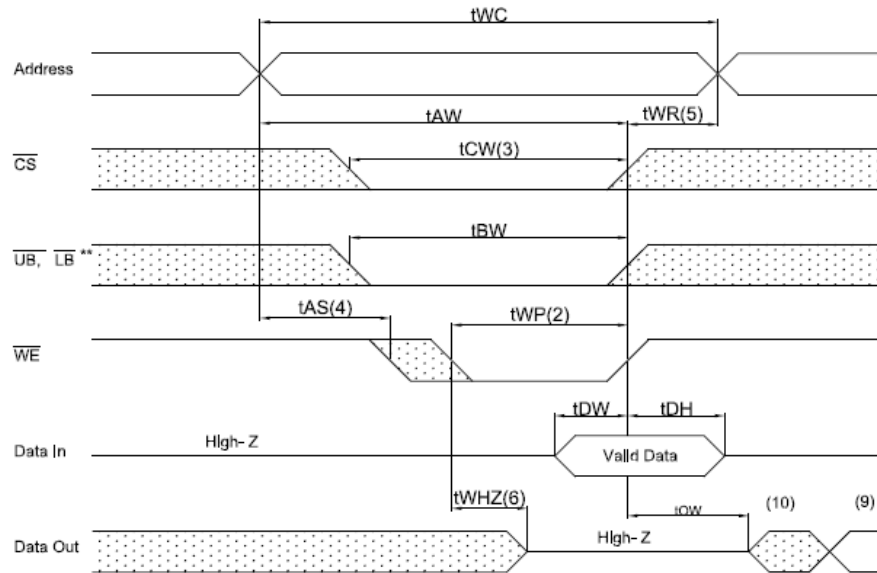 tWC
Address
tAW
tWR(5)
tCW(3)
CS
tBW
UB, LB **
tAS(4)
tWP(2)
WE
tDW
tDH
High-Z
Data In
Valid Data
tWHZ(6)
tOW
(10)
(9)
High-Z
Data Out